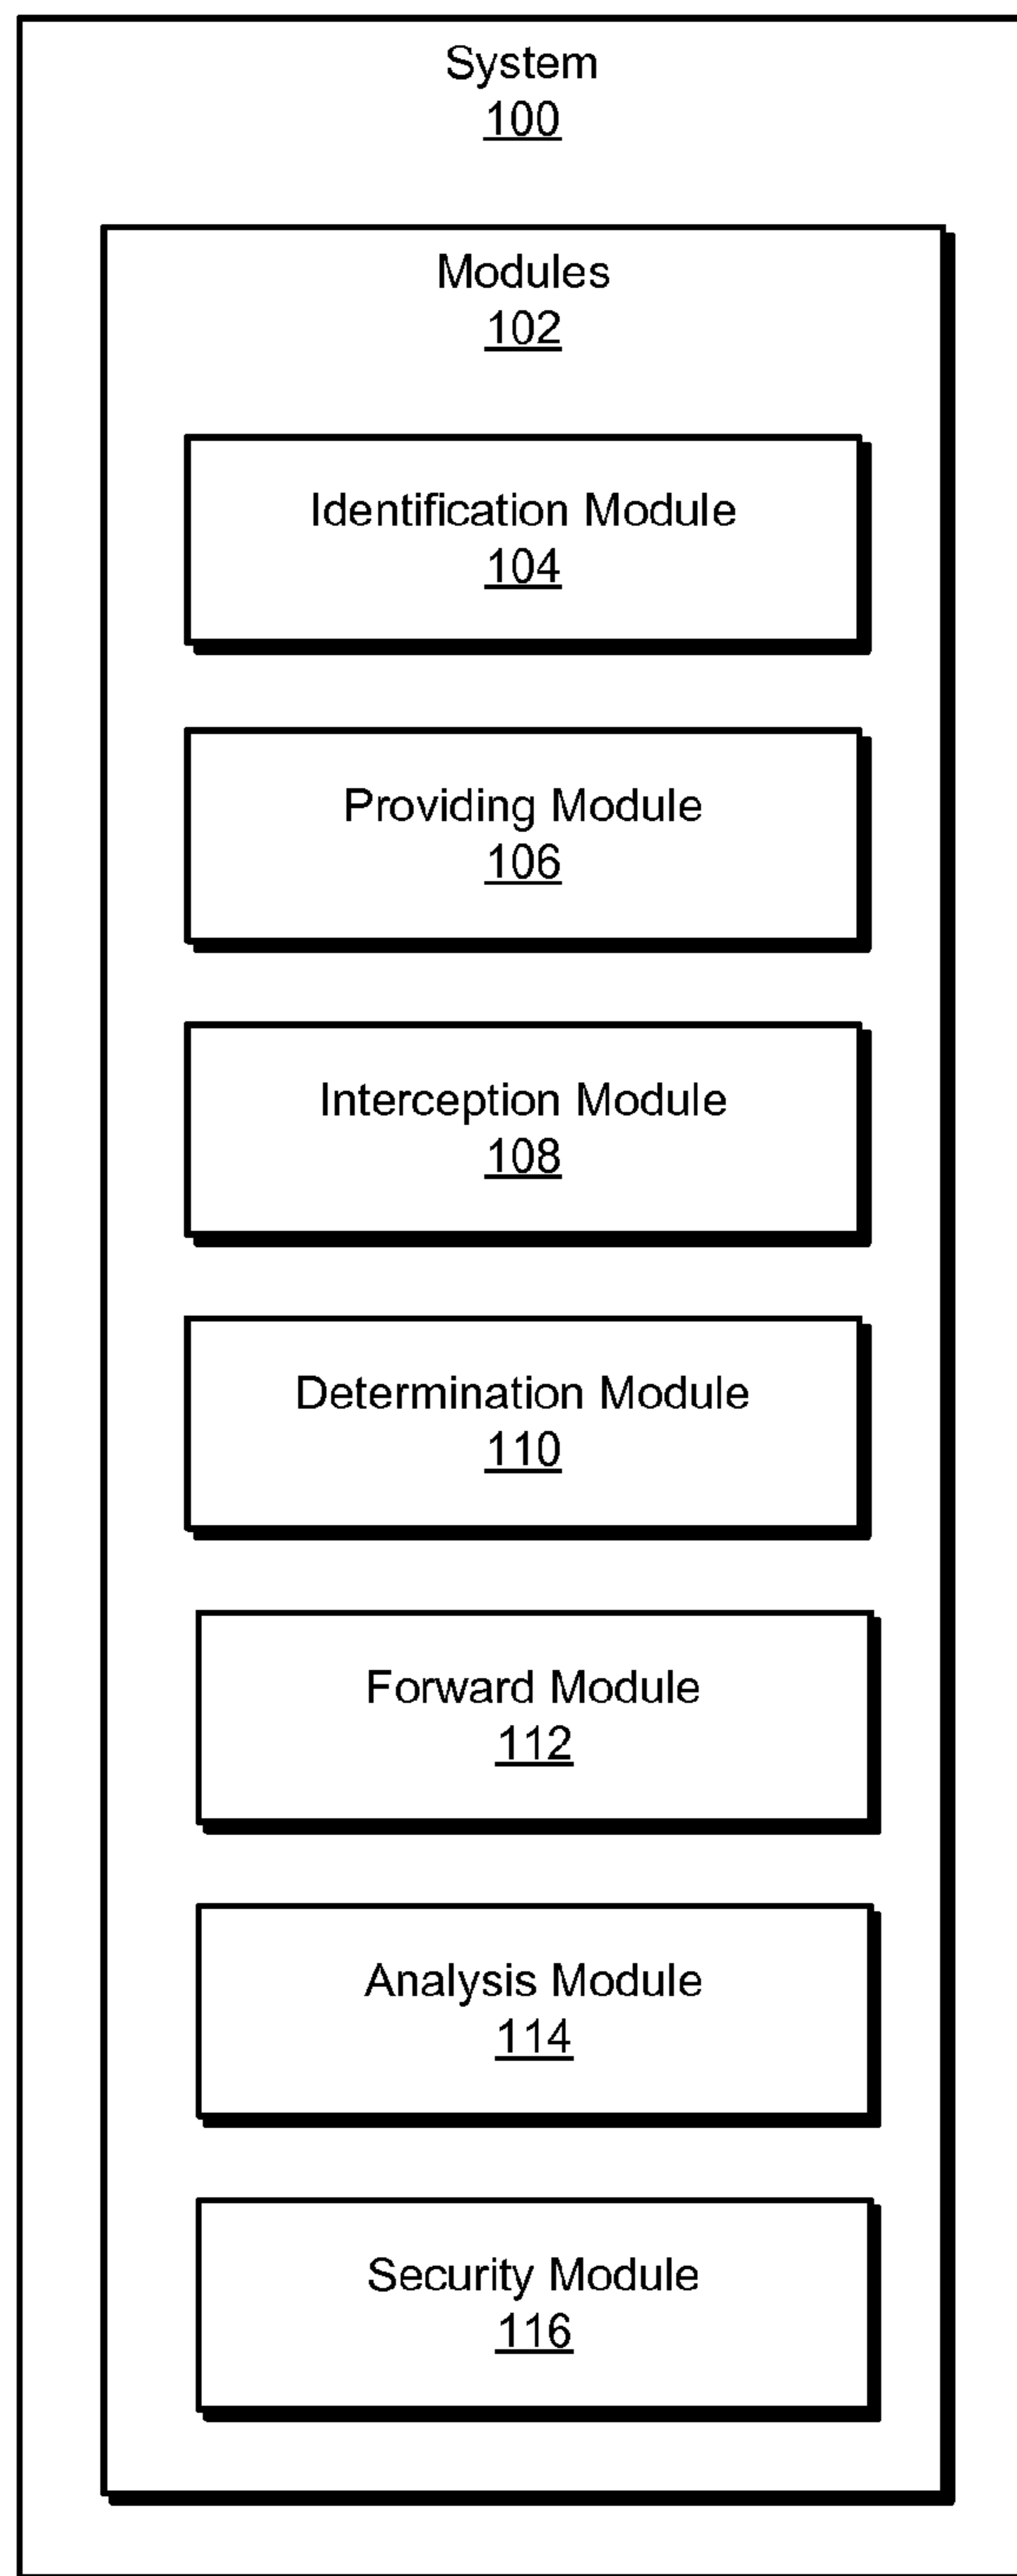 System
100
Modules
102
Identification Module
104
Providing Module
106
Interception Module
108
Determination Module
110
Forward Module
112
Analysis Module
114
Security Module
116